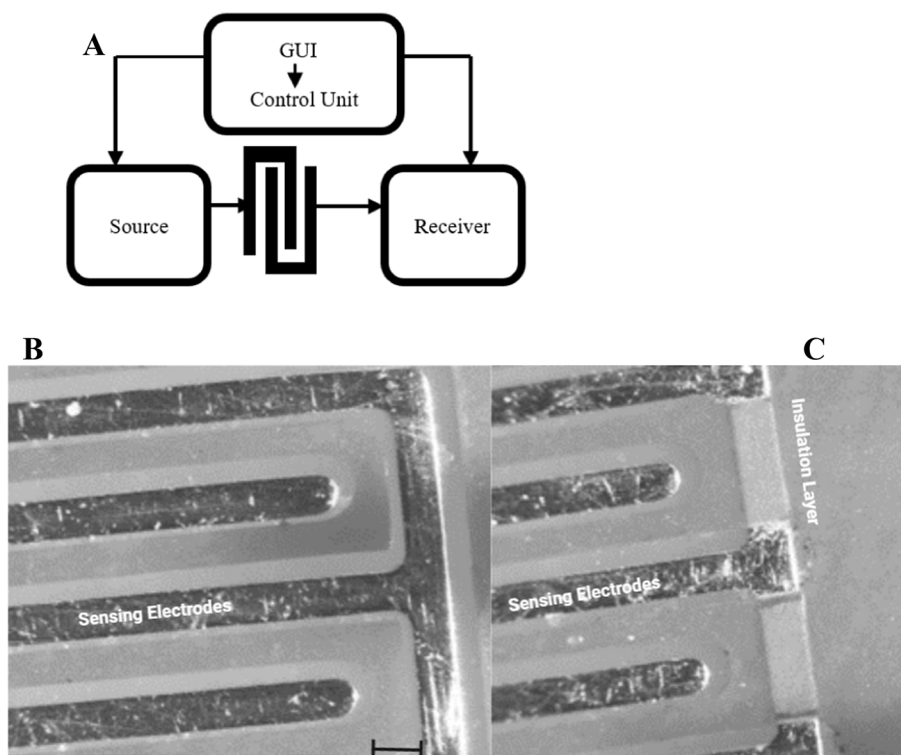 A
GUI
Control Unit
Source
Receiver
B
C
Insulation Layer
Sensing Electrodes
Sensing Electrodes